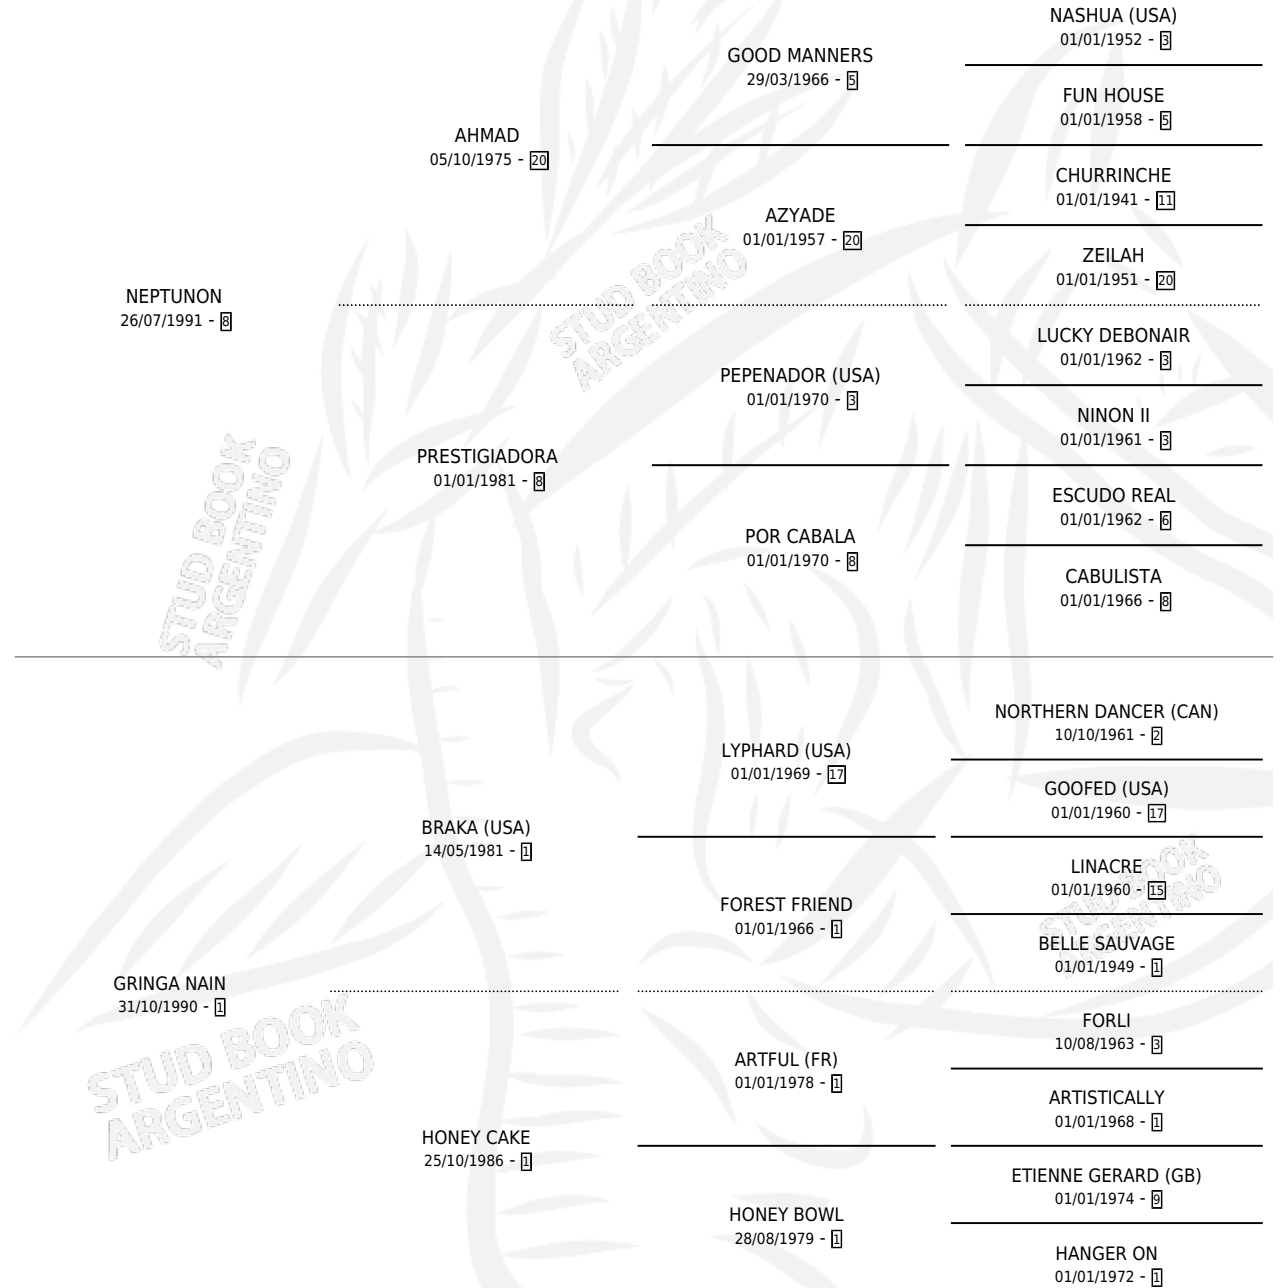 NASHUA (USA)
01/01/1952 - 3
GOOD MANNERS
29/03/1966 - 5
FUN HOUSE
01/01/1958 - 5
AHMAD
05/10/1975 - 20
CHURRINCHE
01/01/1941 - 11
AZYADE
01/01/1957 - 20
ZEILAH
01/01/1951 - 20
NEPTUNON
26/07/1991 - 8
LUCKY DEBONAIR
01/01/1962 - 3
PEPENADOR (USA)
01/01/1970 - 3
NINON II
01/01/1961 - 3
PRESTIGIADORA
01/01/1981 - 8
ESCUDO REAL
01/01/1962 - 6
POR CABALA
01/01/1970 - 8
CABULISTA
01/01/1966 - 8
NORTHERN DANCER (CAN)
10/10/1961 - 2
LYPHARD (USA)
01/01/1969 - 17
GOOFED (USA)
01/01/1960 - 17
BRAKA (USA)
14/05/1981 - 1
LINACRE
01/01/1960 - 15
FOREST FRIEND
01/01/1966 - 1
BELLE SAUVAGE
01/01/1949 - 1
GRINGA NAIN
31/10/1990 - 1
FORLI
10/08/1963 - 3
ARTFUL (FR)
01/01/1978 - 1
ARTISTICALLY
01/01/1968 - 1
HONEY CAKE
25/10/1986 - 1
ETIENNE GERARD (GB)
01/01/1974 - 9
HONEY BOWL
28/08/1979 - 1
HANGER ON
01/01/1972 - 1
STUD BOOK
ARGENTINO
STUD BOOK
ARGENTINO
STUD BOOK
ARGENTINO
STUD BOOK
ARGENTINO